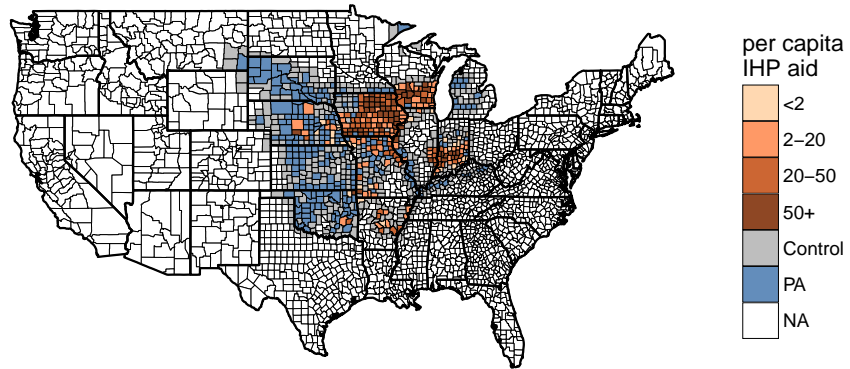 per capita
IHP aid
<2
2−20
20−50
50+
Control
PA
NA